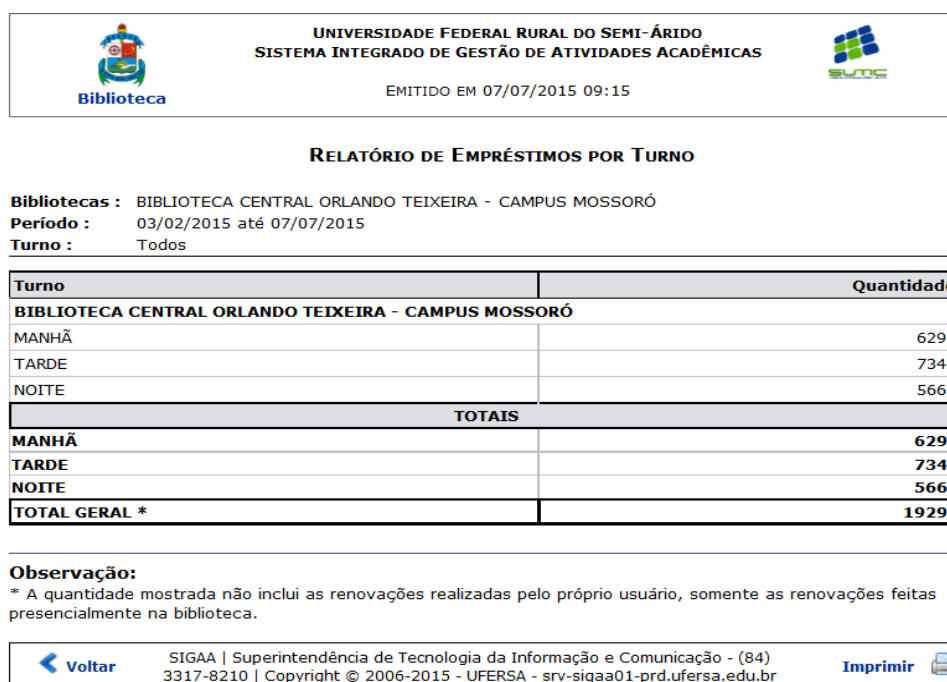 UNIVERSIDADE FEDERAL RURAL DO SEMI-ÁRIDO
SISTEMA INTEGRADO DE GESTÃO DE ATIVIDADES ACADÊMICAS
EMITIDO EM 07/07/2015 09:15
Biblioteca
SUTIC
RELATÓRIO DE EMPRÉSTIMOS POR TURNO
Bibliotecas : BIBLIOTECA CENTRAL ORLANDO TEIXEIRA - CAMPUS MOSSORÓ
Período : 03/02/2015 até 07/07/2015
Turno : Todos
Turno Quantidade
BIBLIOTECA CENTRAL ORLANDO TEIXEIRA - CAMPUS MOSSORÓ
MANHÃ 629
TARDE 734
NOITE 566
TOTAIS
MANHÃ 629
TARDE 734
NOITE 566
TOTAL GERAL * 1929
Observação:
* A quantidade mostrada não inclui as renovações realizadas pelo próprio usuário, somente as renovações feitas
presencialmente na biblioteca.
Voltar
SIGAA | Superintendência de Tecnologia da Informação e Comunicação - (84)
3317-8210 | Copyright © 2006-2015 - UFERSA - srv-sigaa01-prd.ufersa.edu.br
Imprimir